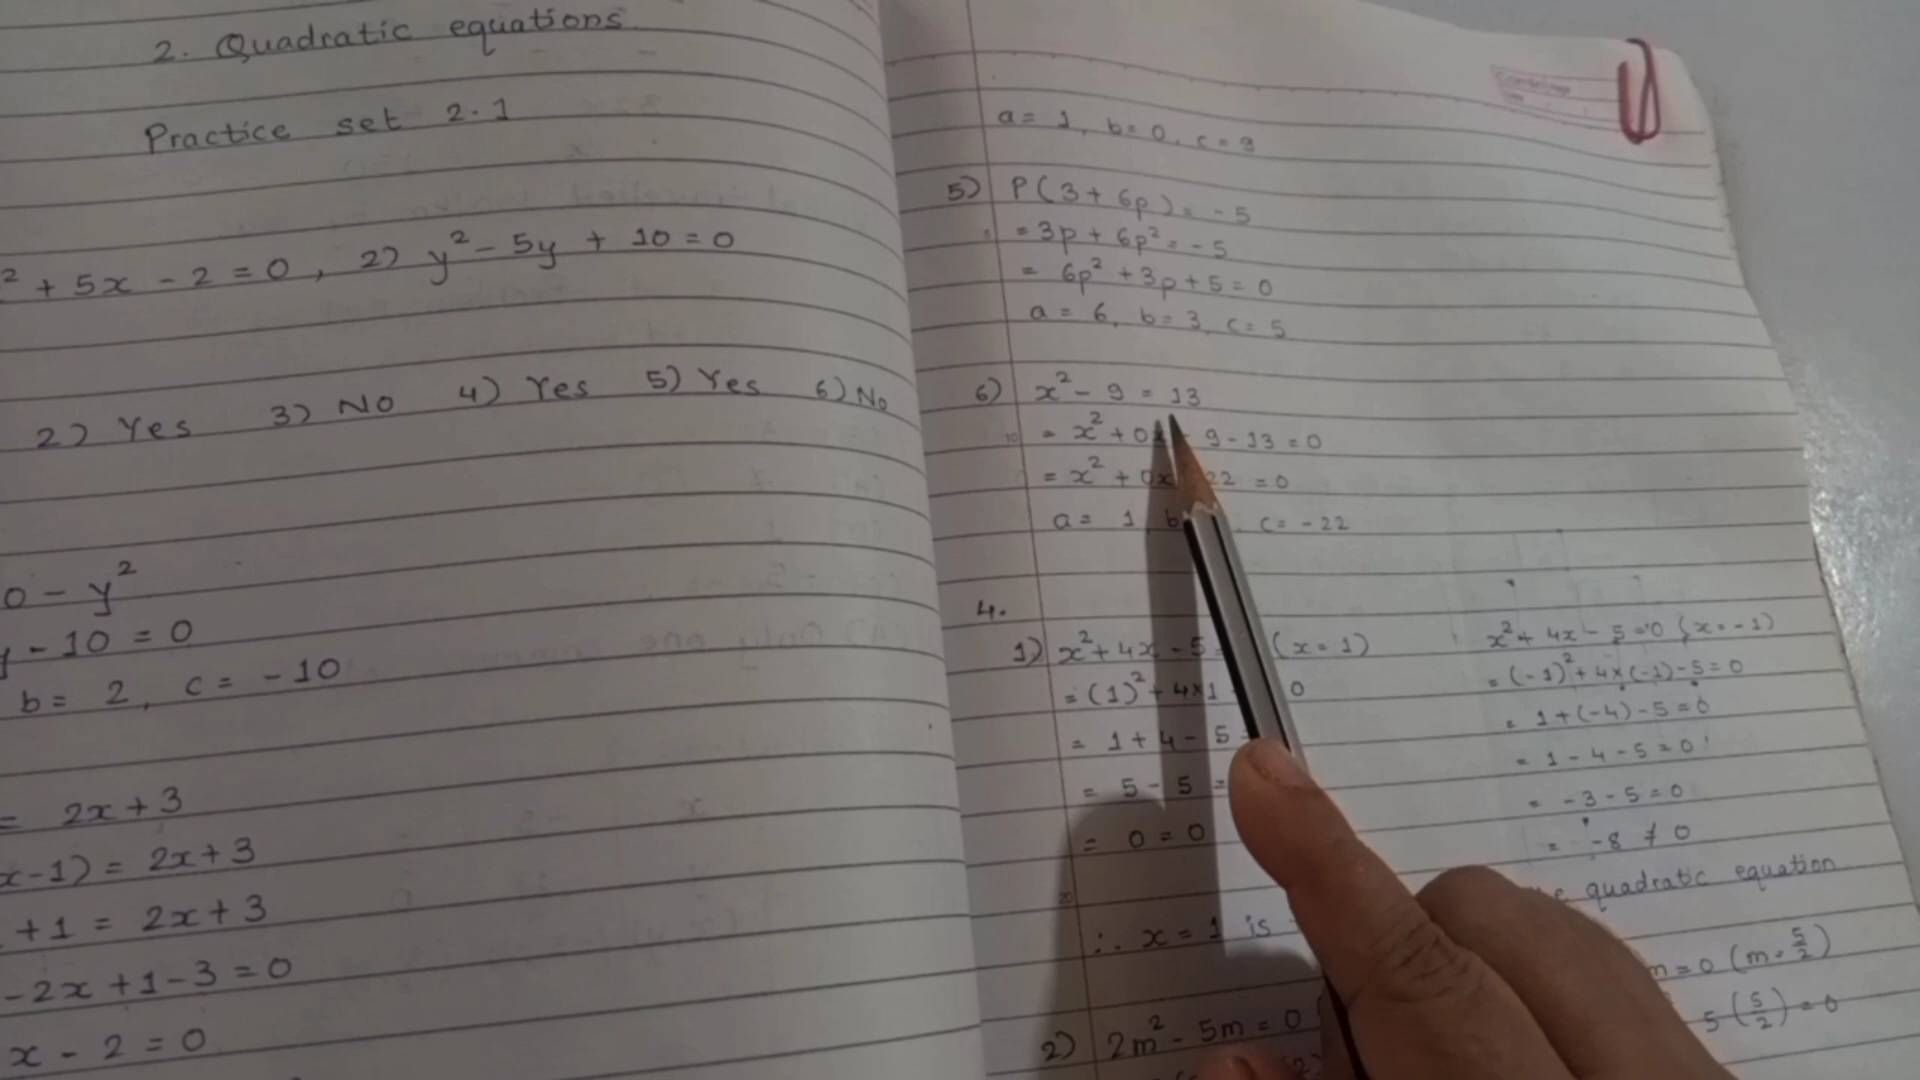 2. Quadratic equations
Practice set 2.1
² + 5x - 2 = 0 , 2) y² - 5y + 10 = 0
2) Yes 3) No 4) Yes 5) Yes 6) No
0 - y²
y - 10 = 0
b = 2, c = -10
= 2x + 3
x - 1) = 2x + 3
+ 1 = 2x + 3
- 2x + 1 - 3 = 0
x - 2 = 0
a = 1, b = 0, c = 9
5) P(3 + 6p) = -5
= 3p + 6p² = -5
= 6p² + 3p + 5 = 0
a = 6, b = 3, c = 5
6) x² - 9 = 13
= x² + 0x - 9 - 13 = 0
= x² + 0x 22 = 0
a = 1 b , c = -22
4.
1) x² + 4x - 5 = (x = 1)
= (1)² + 4×1 0
= 1 + 4 - 5
= 5 - 5 =
= 0 = 0
∴ x = 1 is
x² + 4x - 5 = 0 (x = -1)
= (-1)² + 4×(-1) - 5 = 0
= 1 + (-4) - 5 = 0
= 1 - 4 - 5 = 0
= -3 - 5 = 0
= -8 ≠ 0
quadratic equation
2) 2m² - 5m = 0
m = 0 (m = 5/2)
5(5/2) = 0